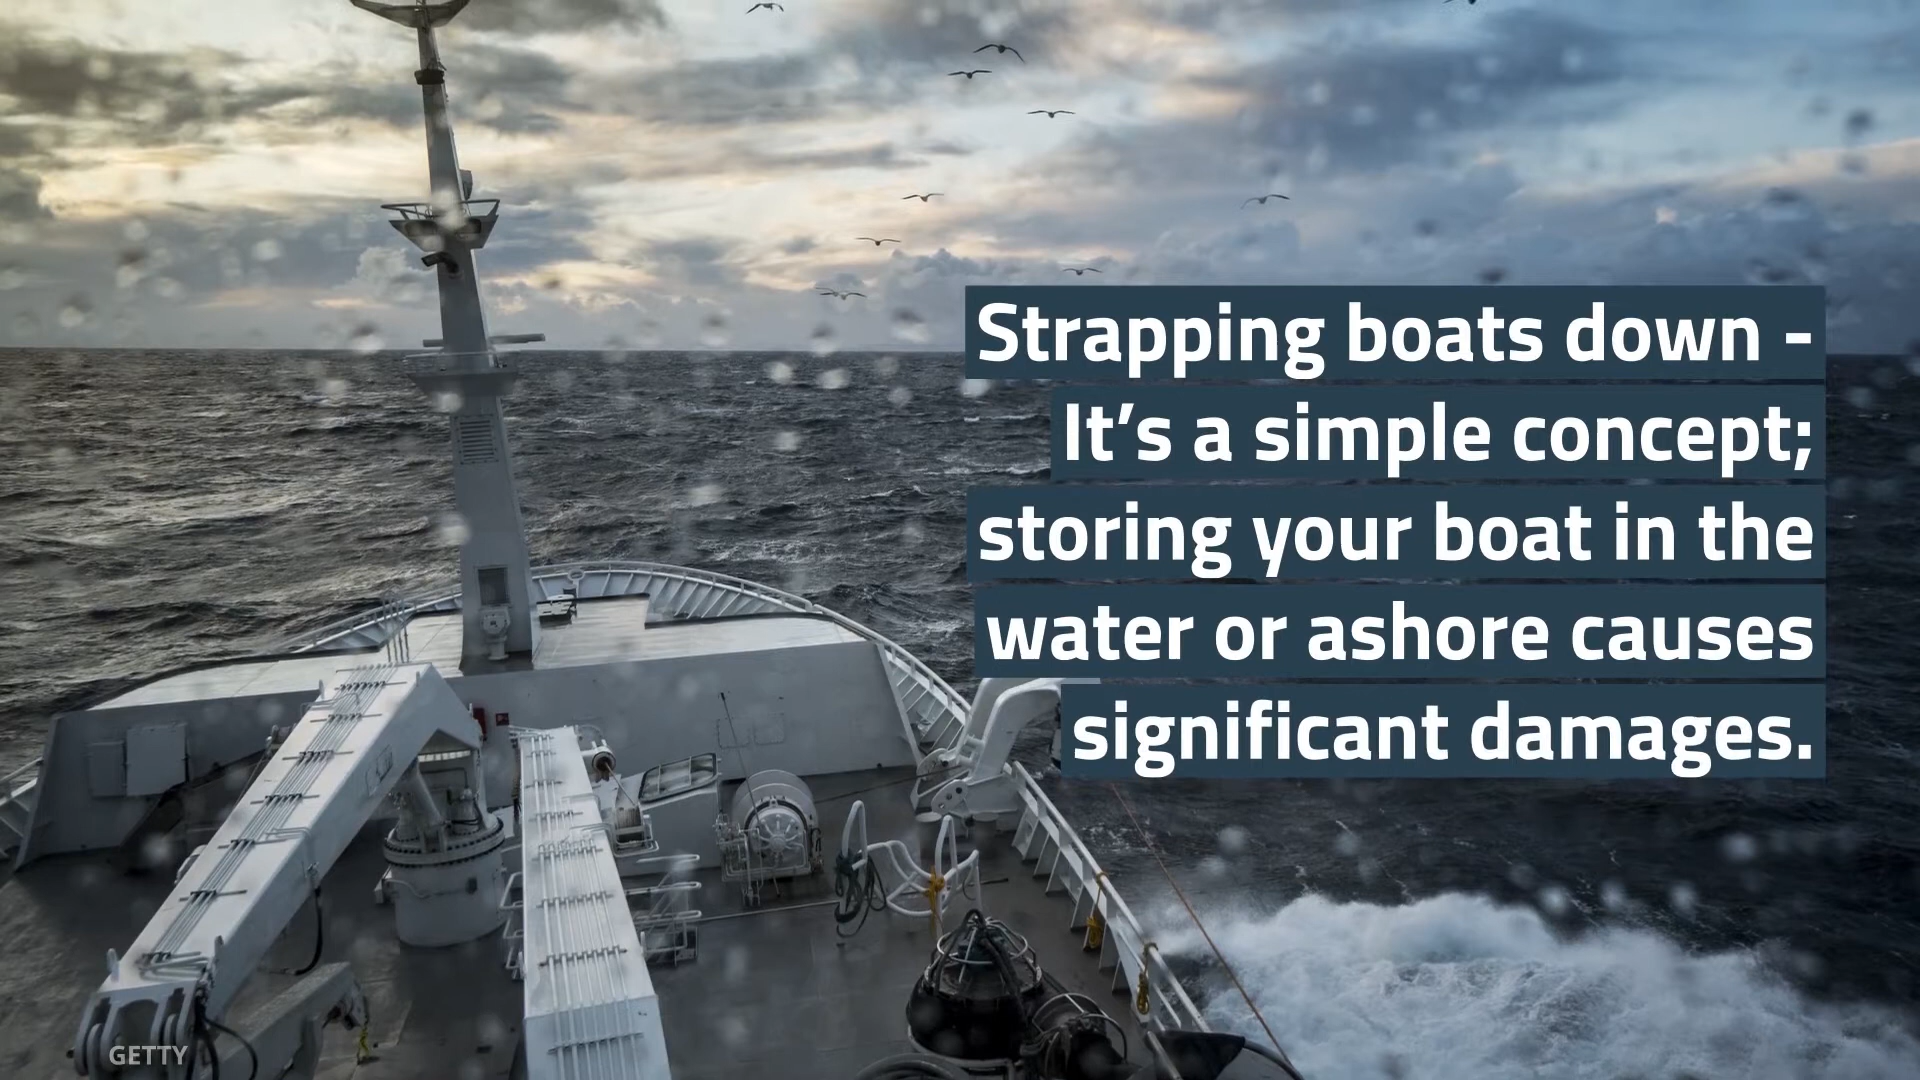 Strapping boats down -
It’s a simple concept;
storing your boat in the
water or ashore causes
significant damages.
GETTY